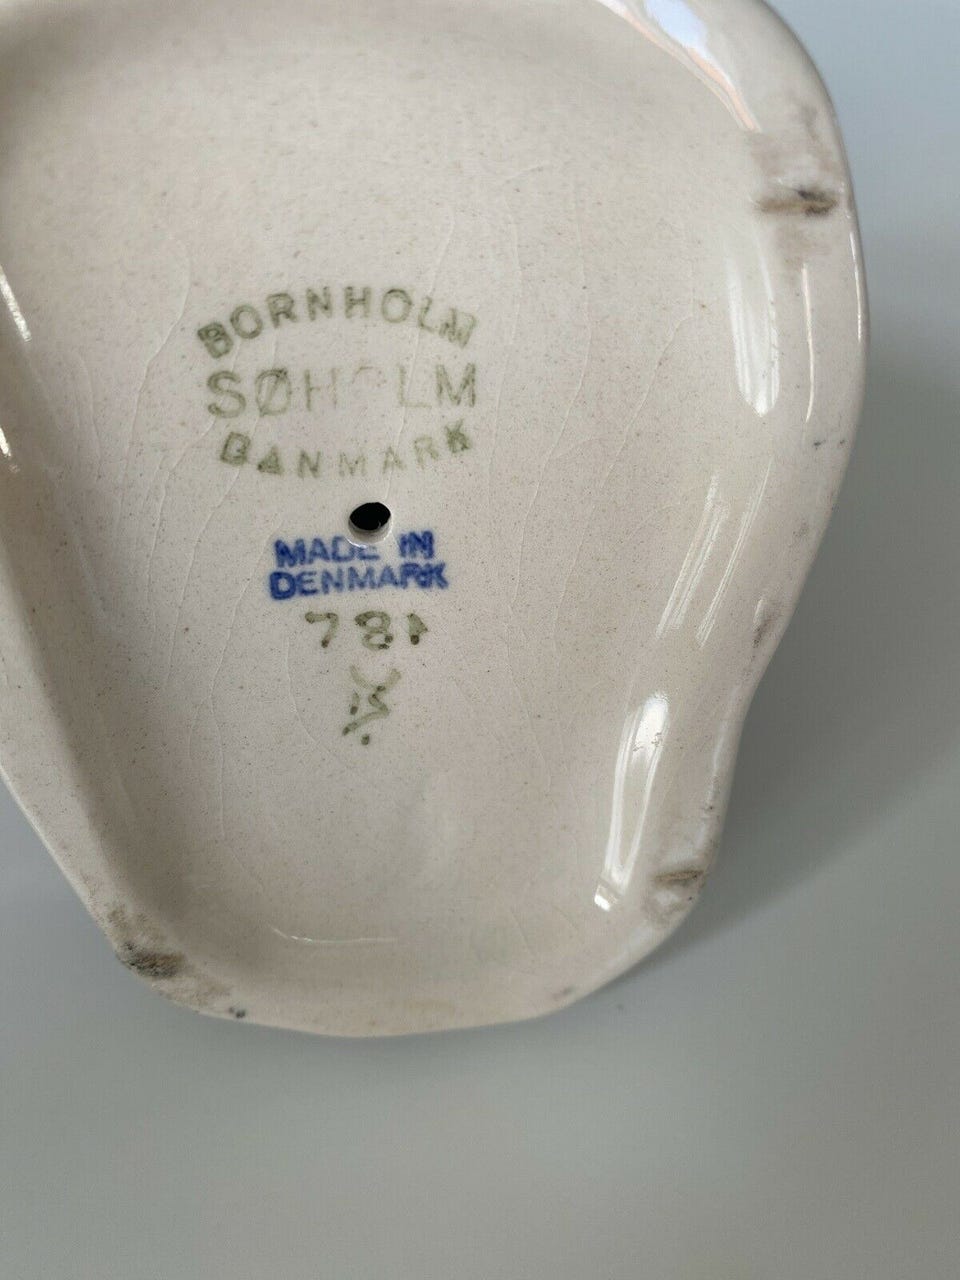 BORNHOLM
SØHOLM
DANMARK
MADE IN
DENMARK
781